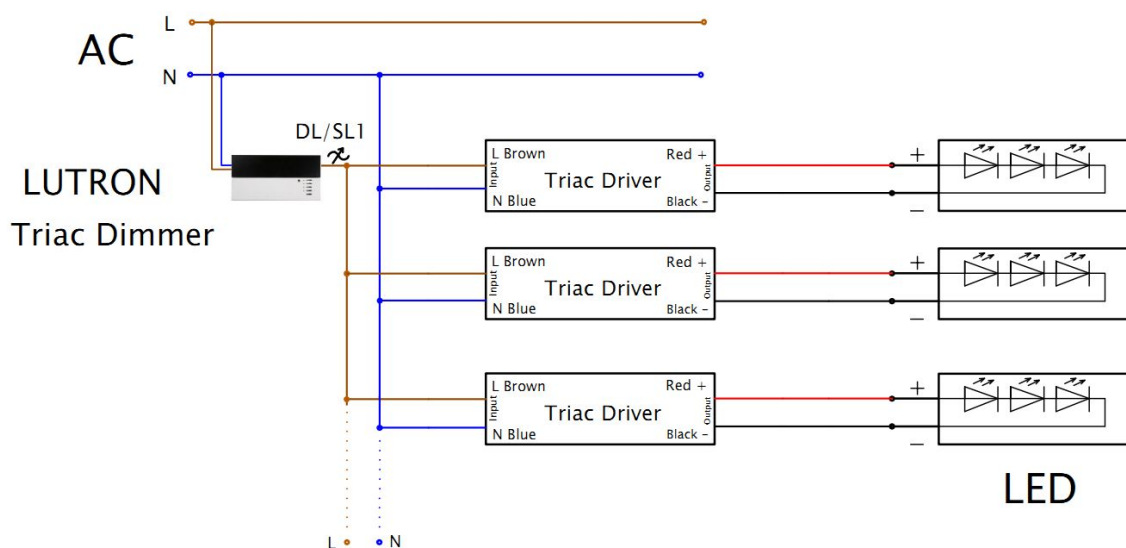 L
AC
N
DL/SL1
LUTRON
Triac Dimmer
L Brown
Input
N Blue
Triac Driver
Red +
Output
Black -
+
–
L Brown
Input
N Blue
Triac Driver
Red +
Output
Black -
+
–
L Brown
Input
N Blue
Triac Driver
Red +
Output
Black -
+
–
LED
L
N